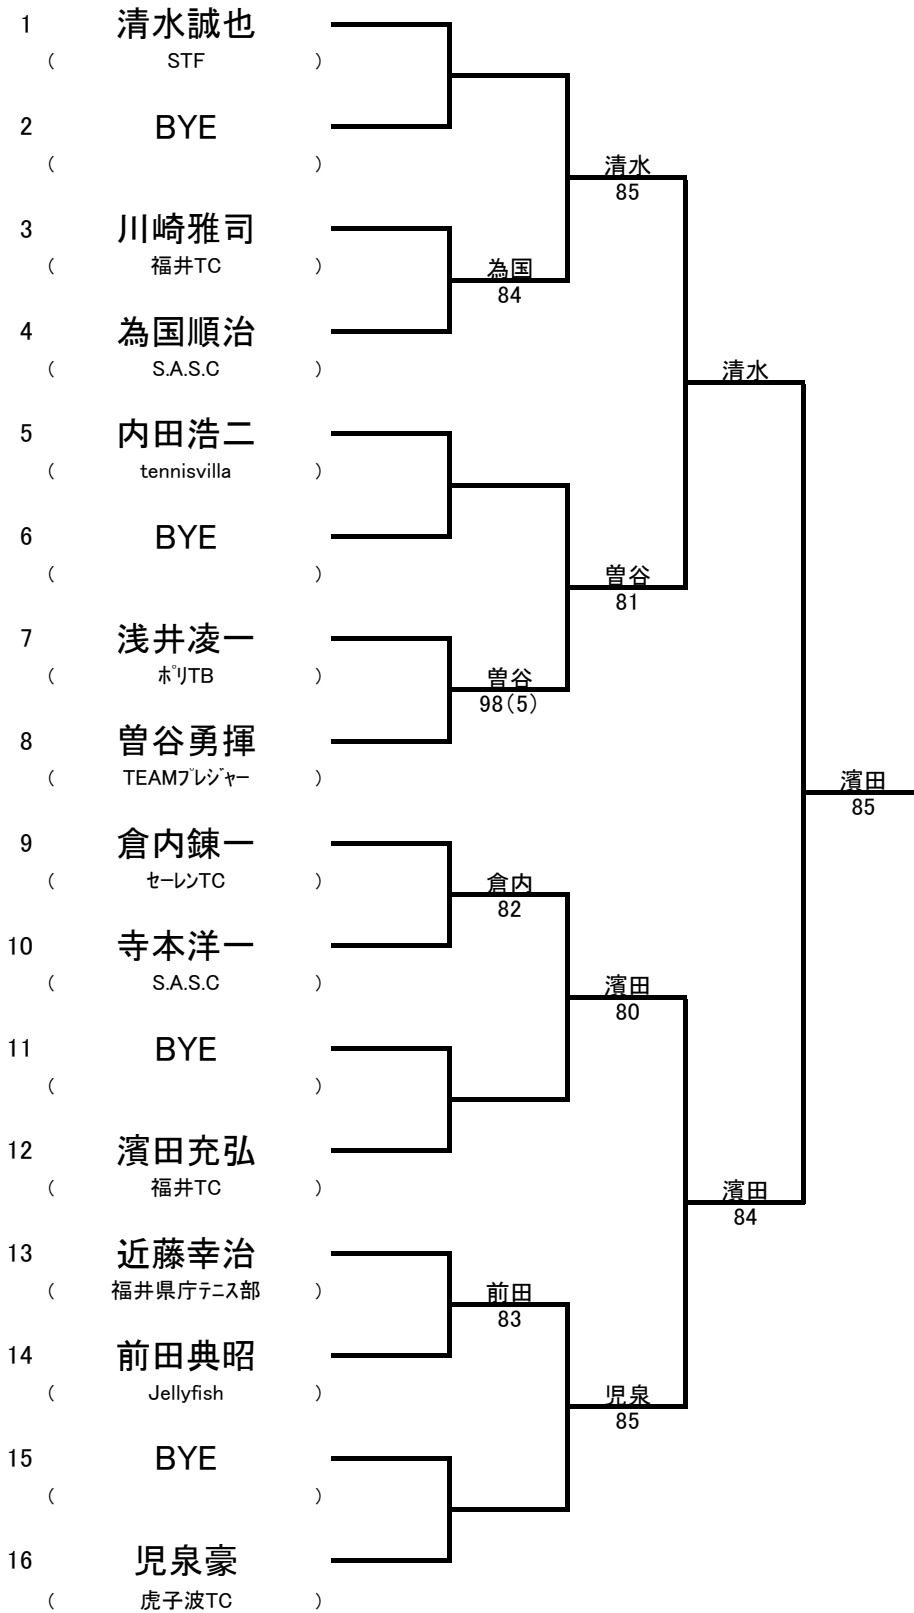 1 清水誠也
( STF )
2 BYE
( )
3 川崎雅司
( 福井TC )
4 為国順治
( S.A.S.C )
5 内田浩二
( tennisvilla )
6 BYE
( )
7 浅井凌一
( ﾎﾟﾘTB )
8 曽谷勇揮
( TEAMﾌﾟﾚｼﾞｬｰ )
9 倉内錬一
( ｾｰﾚﾝTC )
10 寺本洋一
( S.A.S.C )
11 BYE
( )
12 濱田充弘
( 福井TC )
13 近藤幸治
( 福井県庁ﾃﾆｽ部 )
14 前田典昭
( Jellyfish )
15 BYE
( )
16 児泉豪
( 虎子波TC )
為国
84
曽谷
98(5)
倉内
82
前田
83
清水
85
曽谷
81
濱田
80
児泉
85
清水
濱田
84
濱田
85